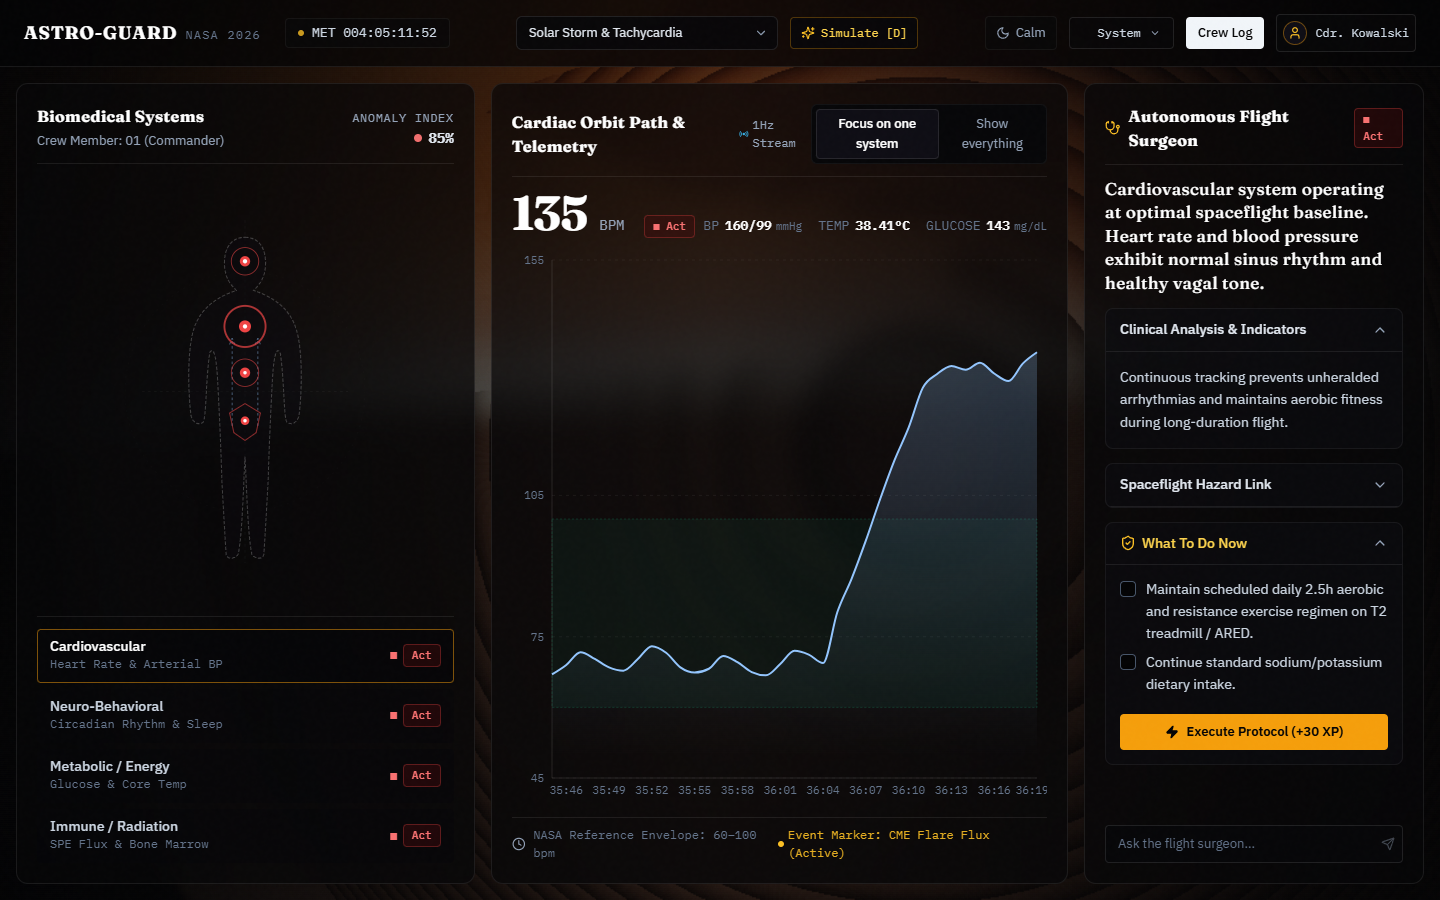 ASTRO-GUARD NASA 2026
MET 004:05:11:52
Solar Storm & Tachycardia
Simulate [D]
Calm
System
Crew Log
Cdr. Kowalski
Biomedical Systems
Crew Member: 01 (Commander)
ANOMALY INDEX
85%
Cardiovascular
Heart Rate & Arterial BP
Act
Neuro-Behavioral
Circadian Rhythm & Sleep
Act
Metabolic / Energy
Glucose & Core Temp
Act
Immune / Radiation
SPE Flux & Bone Marrow
Act
Cardiac Orbit Path &
Telemetry
1Hz
Stream
Focus on one
system
Show
everything
135 BPM
Act
BP 160/99 mmHg
TEMP 38.41°C
GLUCOSE 143 mg/dL
155
105
75
45
35:46 35:49 35:52 35:55 35:58 36:01 36:04 36:07 36:10 36:13 36:16 36:19
NASA Reference Envelope: 60–100
bpm
Event Marker: CME Flare Flux
(Active)
Autonomous Flight
Surgeon
Act
Cardiovascular system operating
at optimal spaceflight baseline.
Heart rate and blood pressure
exhibit normal sinus rhythm and
healthy vagal tone.
Clinical Analysis & Indicators
Continuous tracking prevents unheralded
arrhythmias and maintains aerobic fitness
during long-duration flight.
Spaceflight Hazard Link
What To Do Now
Maintain scheduled daily 2.5h aerobic
and resistance exercise regimen on T2
treadmill / ARED.
Continue standard sodium/potassium
dietary intake.
Execute Protocol (+30 XP)
Ask the flight surgeon...